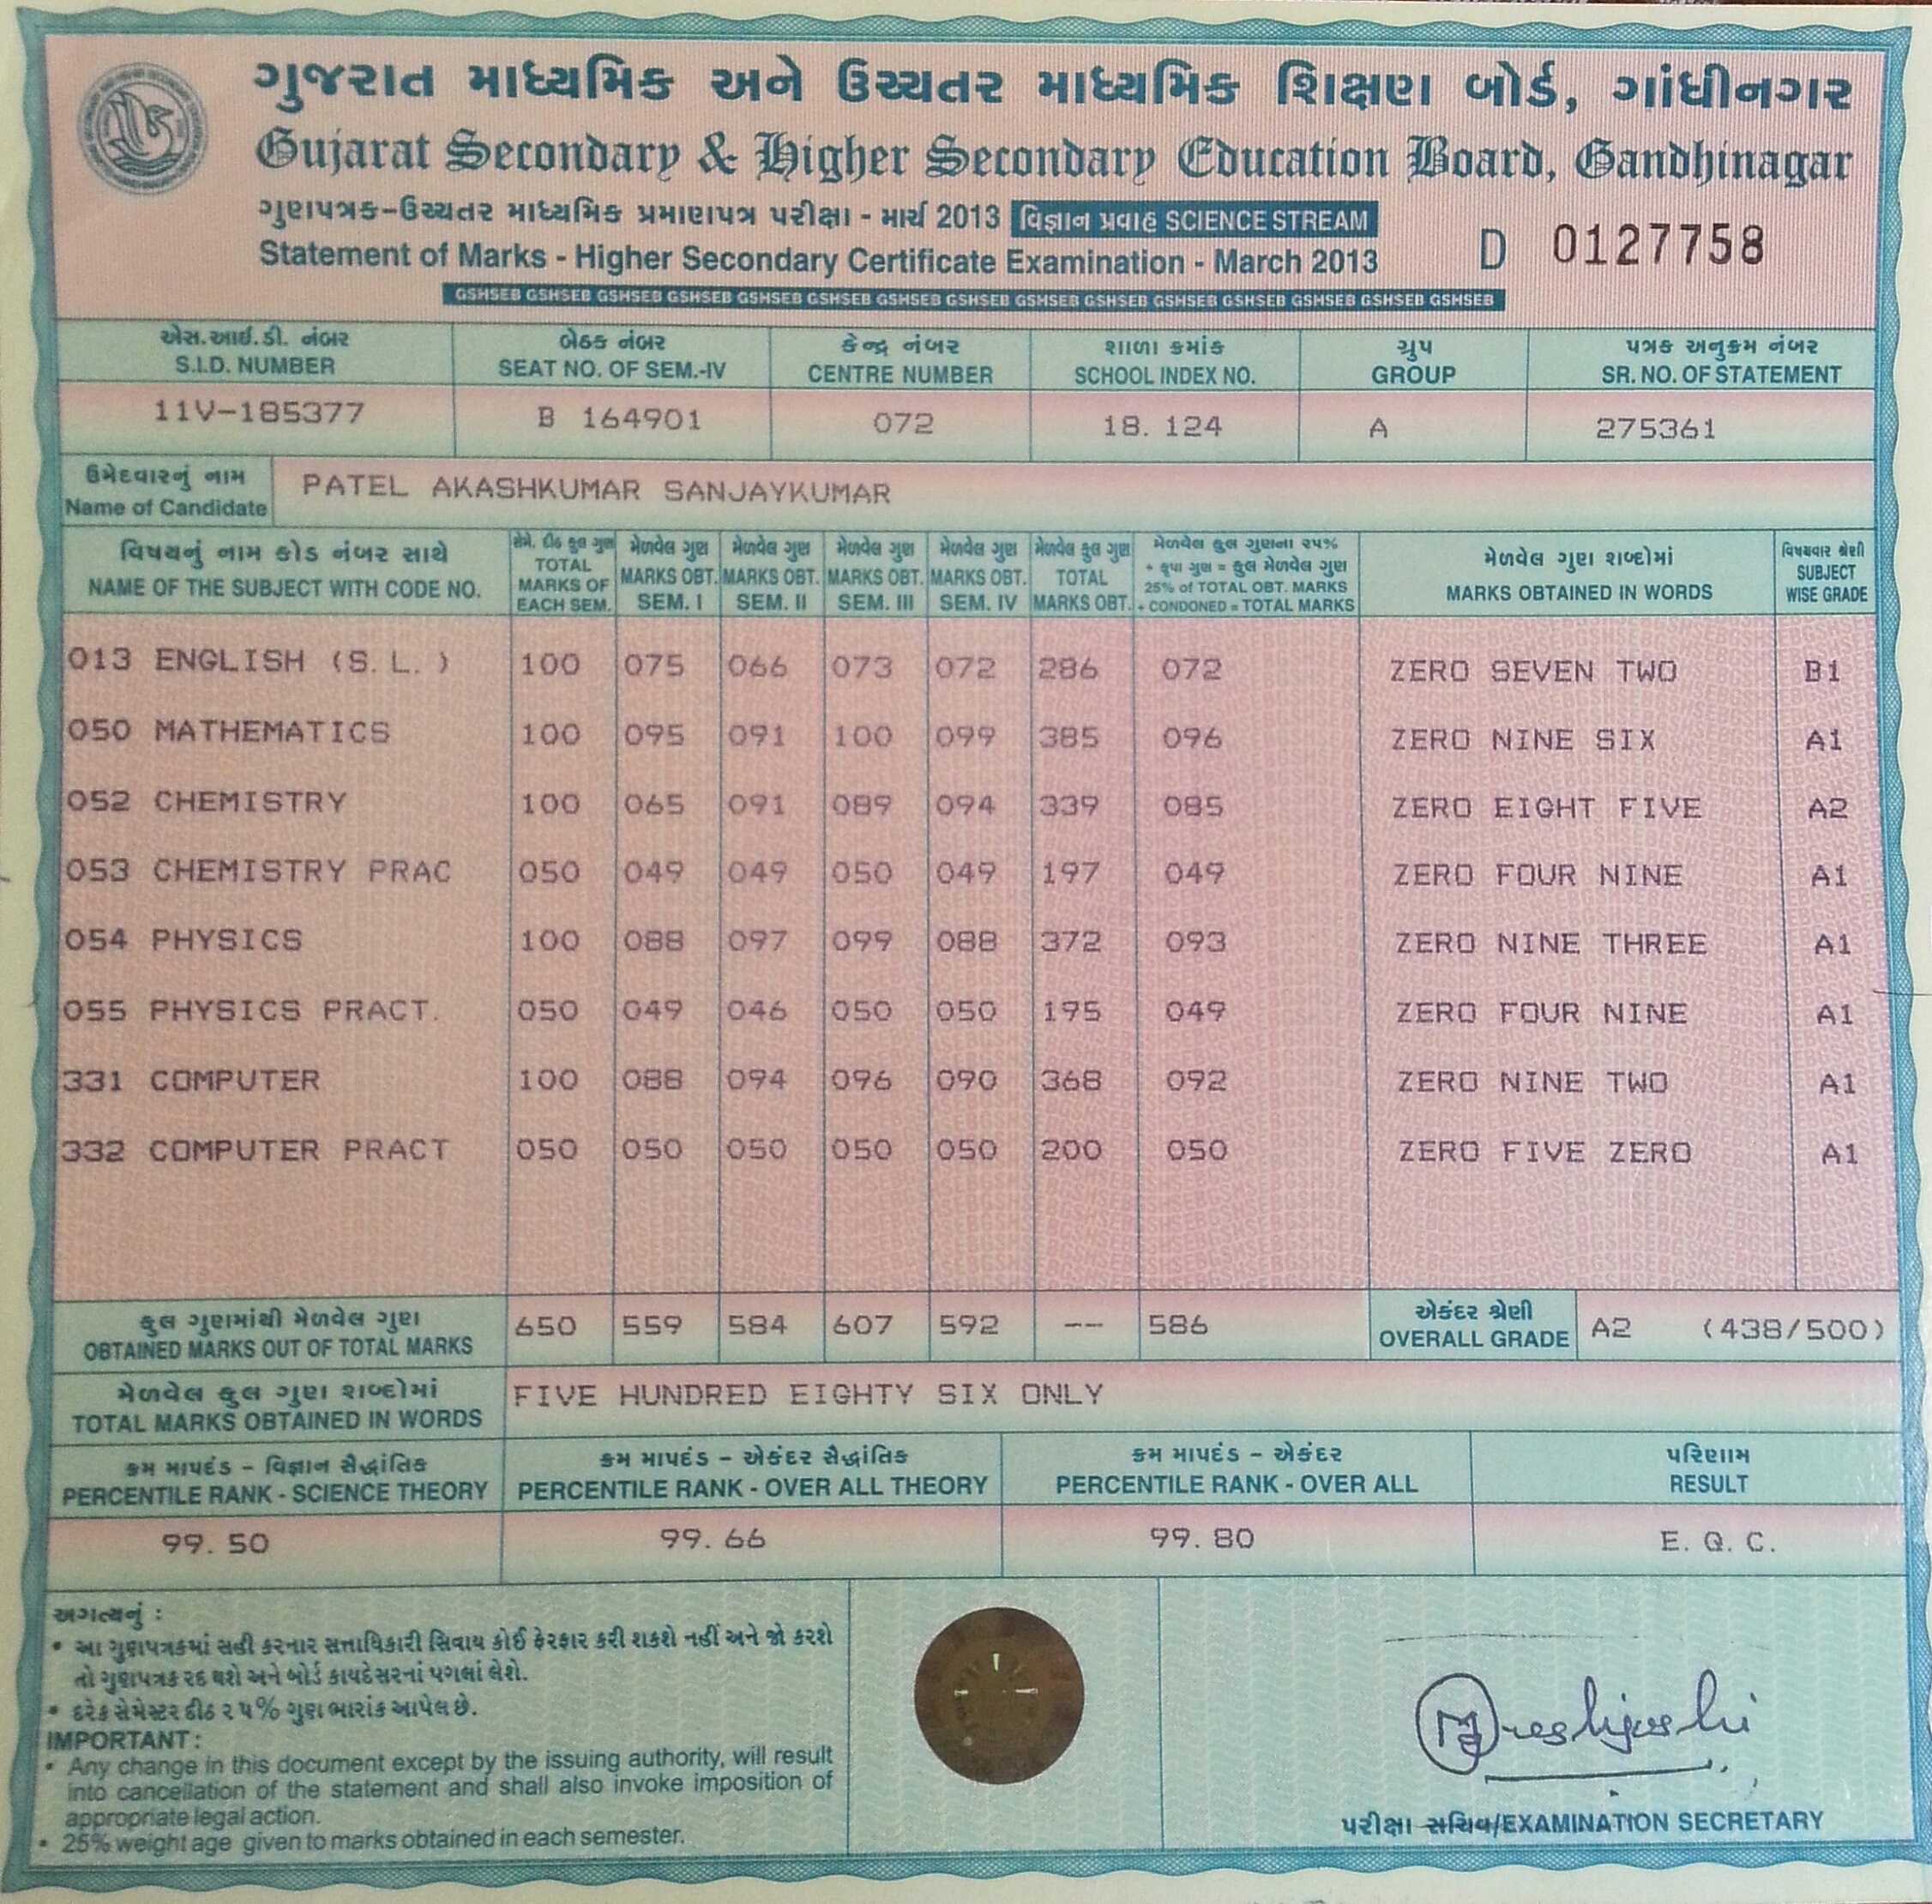 ગુજરાત માધ્યમિક અને ઉચ્ચતર માધ્યમિક શિક્ષણ બોર્ડ, ગાંધીનગર
Gujarat Secondary & Higher Secondary Education Board, Gandhinagar
ગુણપત્રક-ઉચ્ચતર માધ્યમિક પ્રમાણપત્ર પરીક્ષા - માર્ચ 2013 વિજ્ઞાન પ્રવાહ SCIENCE STREAM
Statement of Marks - Higher Secondary Certificate Examination - March 2013 D 0127758
GSHSEB GSHSEB GSHSEB GSHSEB GSHSEB GSHSEB GSHSEB GSHSEB GSHSEB GSHSEB GSHSEB GSHSEB GSHSEB GSHSEB GSHSEB
એસ.આઈ.ડી. નંબર બેઠક નંબર કેન્દ્ર નંબર શાળા ક્રમાંક ગ્રુપ પત્રક અનુક્રમ નંબર
S.I.D. NUMBER SEAT NO. OF SEM.-IV CENTRE NUMBER SCHOOL INDEX NO. GROUP SR. NO. OF STATEMENT
11V-185377 B 164901 072 18. 124 A 275361
ઉમેદવારનું નામ
Name of Candidate PATEL AKASHKUMAR SANJAYKUMAR
વિષયનું નામ કોડ નંબર સાથે સેમે. દીઠ કુલ ગુણ મેળવેલ ગુણ મેળવેલ ગુણ મેળવેલ ગુણ મેળવેલ ગુણ મેળવેલ કુલ ગુણ મેળવેલ કુલ ગુણના ૨૫% + કૃપા ગુણ = કુલ મેળવેલ ગુણ મેળવેલ ગુણ શબ્દોમાં વિષયવાર શ્રેણી
NAME OF THE SUBJECT WITH CODE NO. TOTAL MARKS OF EACH SEM. MARKS OBT. SEM. I MARKS OBT. SEM. II MARKS OBT. SEM. III MARKS OBT. SEM. IV TOTAL MARKS OBT. 25% of TOTAL OBT. MARKS + CONDONED = TOTAL MARKS MARKS OBTAINED IN WORDS SUBJECT WISE GRADE
013 ENGLISH (S. L. ) 100 075 066 073 072 286 072 ZERO SEVEN TWO B1
050 MATHEMATICS 100 095 091 100 099 385 096 ZERO NINE SIX A1
052 CHEMISTRY 100 065 091 089 094 339 085 ZERO EIGHT FIVE A2
053 CHEMISTRY PRAC 050 049 049 050 049 197 049 ZERO FOUR NINE A1
054 PHYSICS 100 088 097 099 088 372 093 ZERO NINE THREE A1
055 PHYSICS PRACT. 050 049 046 050 050 195 049 ZERO FOUR NINE A1
331 COMPUTER 100 088 094 096 090 368 092 ZERO NINE TWO A1
332 COMPUTER PRACT 050 050 050 050 050 200 050 ZERO FIVE ZERO A1
કુલ ગુણમાંથી મેળવેલ ગુણ એકંદર શ્રેણી
OBTAINED MARKS OUT OF TOTAL MARKS 650 559 584 607 592 -- 586 OVERALL GRADE A2 (438/500)
મેળવેલ કુલ ગુણ શબ્દોમાં
TOTAL MARKS OBTAINED IN WORDS FIVE HUNDRED EIGHTY SIX ONLY
ક્રમ માપદંડ - વિજ્ઞાન સૈદ્ધાંતિક ક્રમ માપદંડ - એકંદર સૈદ્ધાંતિક ક્રમ માપદંડ - એકંદર પરિણામ
PERCENTILE RANK - SCIENCE THEORY PERCENTILE RANK - OVER ALL THEORY PERCENTILE RANK - OVER ALL RESULT
99. 50 99. 66 99. 80 E. Q. C.
અગત્યનું :
• આ ગુણપત્રકમાં સહી કરનાર સત્તાધિકારી સિવાય કોઈ ફેરફાર કરી શકશે નહીં અને જો કરશે
તો ગુણપત્રક રદ થશે અને બોર્ડ કાયદેસરનાં પગલાં લેશે.
• દરેક સેમેસ્ટર દીઠ ૨૫% ગુણ ભારાંક આપેલ છે.
IMPORTANT :
• Any change in this document except by the issuing authority, will result
into cancellation of the statement and shall also invoke imposition of
appropriate legal action.
• 25% weight age given to marks obtained in each semester.
પરીક્ષા સચિવ/EXAMINATION SECRETARY